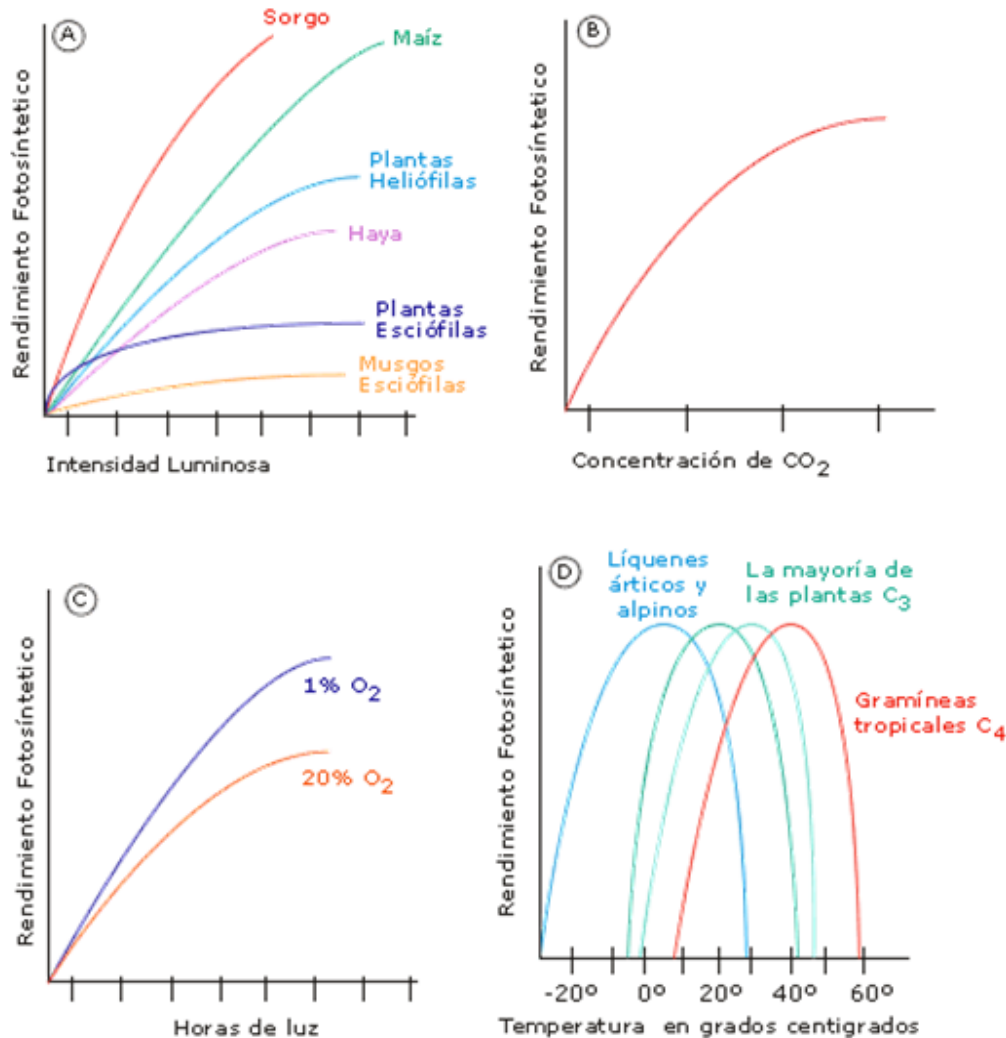 A
Sorgo
Maíz
Plantas
Heliófilas
Haya
Plantas
Esciófilas
Musgos
Esciófilas
Rendimiento Fotosíntetico
Intensidad Luminosa
B
Rendimiento Fotosíntetico
Concentración de CO2
C
1% O2
20% O2
Rendimiento Fotosíntetico
Horas de luz
D
Líquenes
árticos y
alpinos
La mayoría de
las plantas C3
Gramíneas
tropicales C4
Rendimiento Fotosíntetico
-20º 0º 20º 40º 60º
Temperatura en grados centigrados